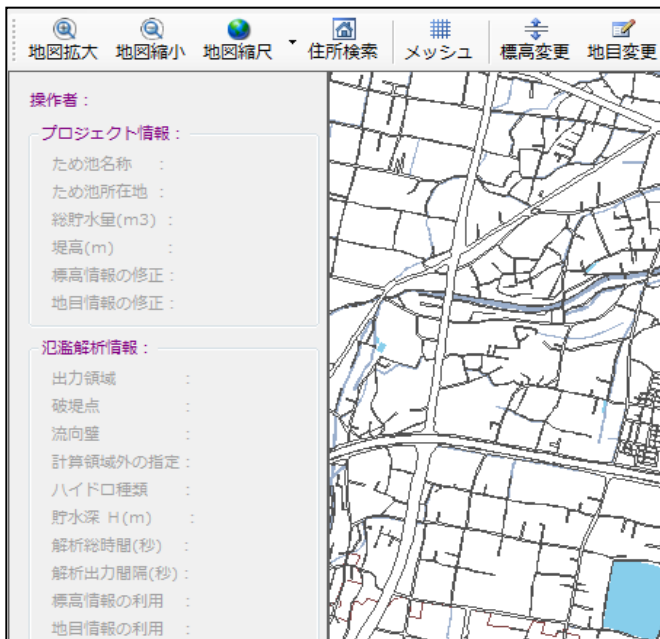 地図拡大 地図縮小 地図縮尺 住所検索 メッシュ 標高変更 地目変更
操作者：
プロジェクト情報：
ため池名称 ：
ため池所在地 ：
総貯水量(m3) ：
堤高(m) ：
標高情報の修正：
地目情報の修正：
氾濫解析情報：
出力領域 ：
破堤点 ：
流向壁 ：
計算領域外の指定：
ハイドロ種類 ：
貯水深 H(m) ：
解析総時間(秒) ：
解析出力間隔(秒)：
標高情報の利用 ：
地目情報の利用 ：